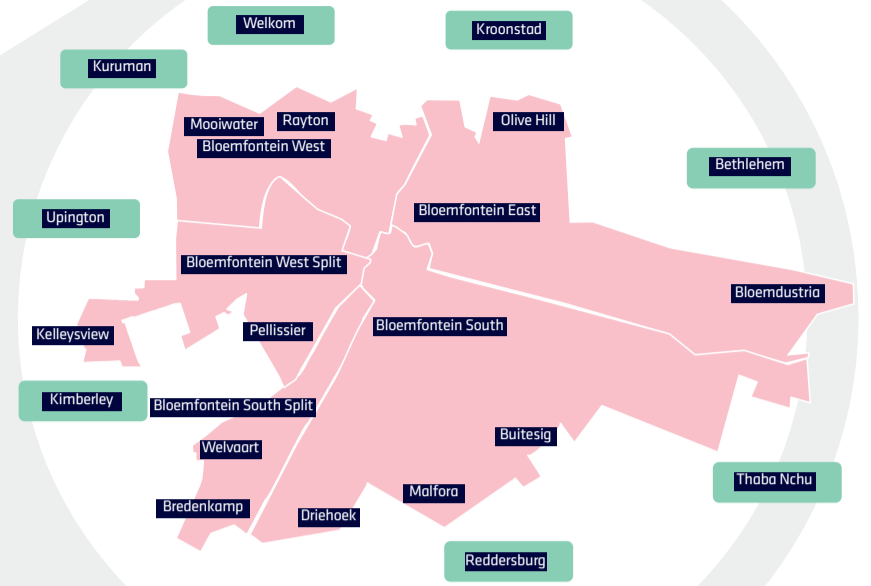 Welkom
Kroonstad
Kuruman
Mooiwater
Rayton
Olive Hill
Bloemfontein West
Bethlehem
Upington
Bloemfontein East
Bloemfontein West Split
Bloemdustria
Kelleysview
Pellissier
Bloemfontein South
Kimberley
Bloemfontein South Split
Buitesig
Welvaart
Thaba Nchu
Malfora
Bredenkamp
Driehoek
Reddersburg